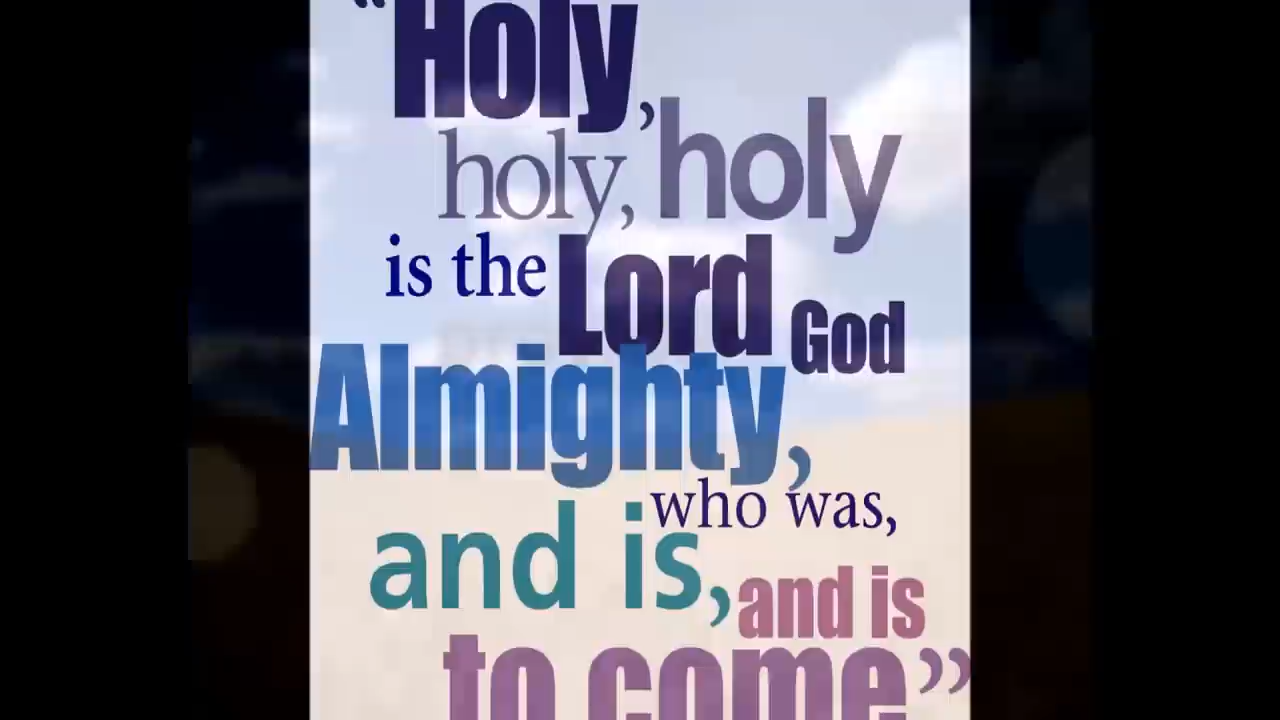 “Holy,
holy, holy
is the Lord God
Almighty,
who was,
and is, and is
to come”